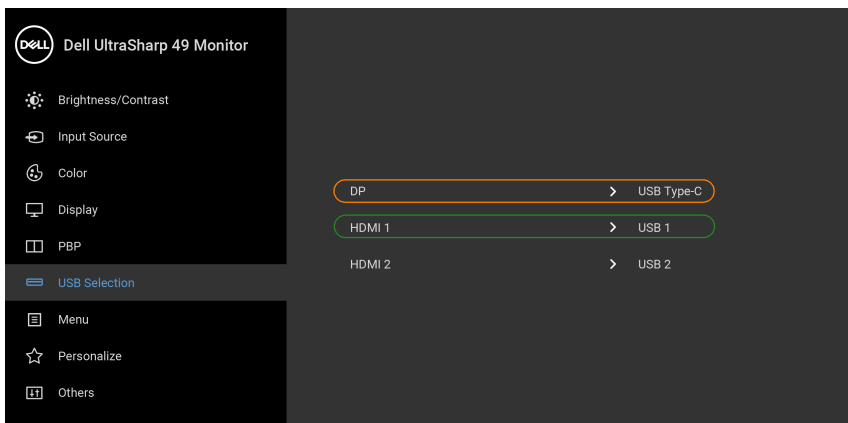 DELL Dell UltraSharp 49 Monitor
Brightness/Contrast
Input Source
Color
Display
PBP
USB Selection
Menu
Personalize
Others
DP > USB Type-C
HDMI 1 > USB 1
HDMI 2 > USB 2